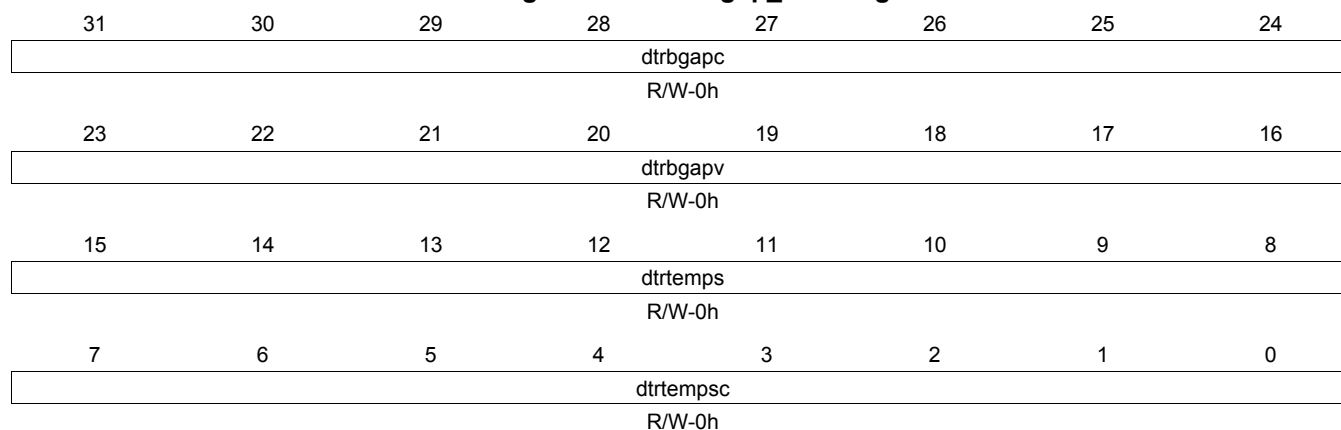 31 30 29 28 27 26 25 24
dtrbgapc
R/W-0h
23 22 21 20 19 18 17 16
dtrbgapv
R/W-0h
15 14 13 12 11 10 9 8
dtrtemps
R/W-0h
7 6 5 4 3 2 1 0
dtrtempsc
R/W-0h